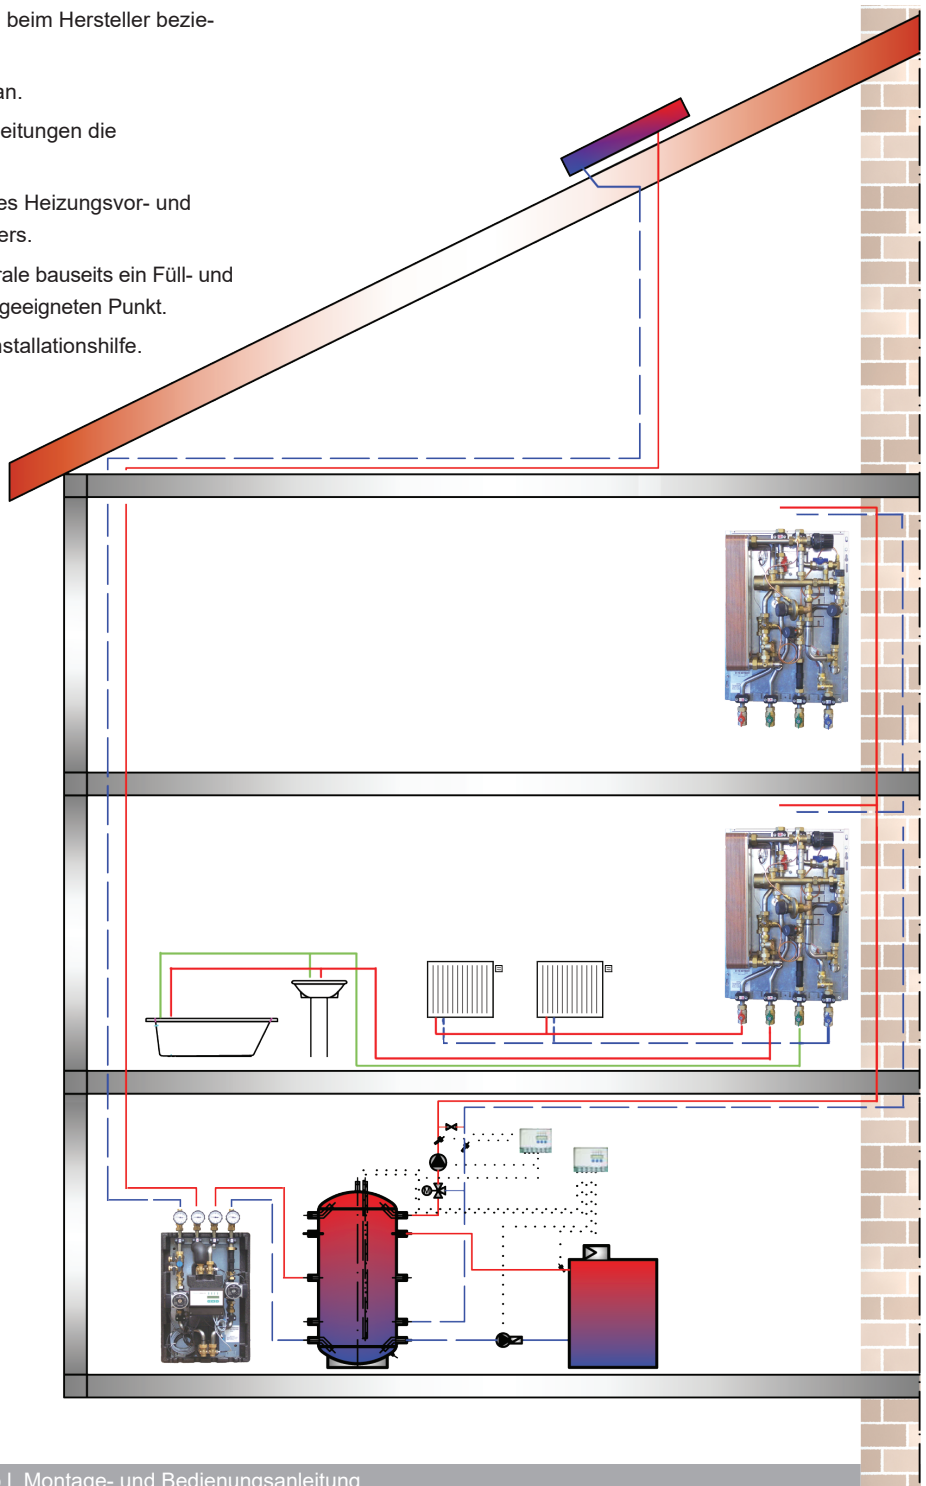 beim Hersteller bezie-
an.
eitungen die
es Heizungsvor- und
ers.
rale bauseits ein Füll- und
geeigneten Punkt.
nstallationshilfe.
Montage- und Bedienungsanleitung